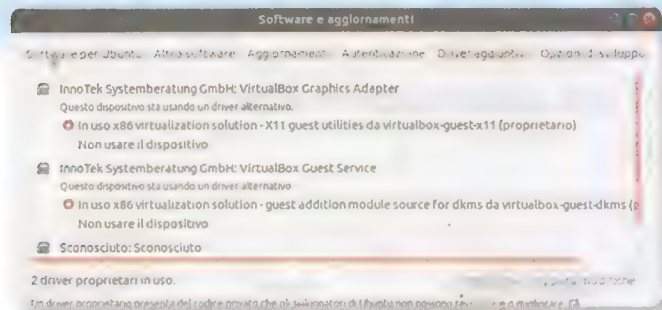 Software e aggiornamenti
Software per Ubuntu Altro software Aggiornamenti Autenticazione Driver aggiuntivi Opzioni di sviluppo
InnoTek Systemberatung GmbH: VirtualBox Graphics Adapter
Questo dispositivo sta usando un driver alternativo.
In uso x86 virtualization solution - X11 guest utilities da virtualbox-guest-x11 (proprietario)
Non usare il dispositivo
InnoTek Systemberatung GmbH: VirtualBox Guest Service
Questo dispositivo sta usando un driver alternativo
In uso x86 virtualization solution - guest addition module source for dkms da virtualbox-guest-dkms (p
Non usare il dispositivo
Sconosciuto: Sconosciuto
2 driver proprietari in uso.
Un driver proprietario presenta del codice privato che gli sviluppatori di Ubuntu non possono